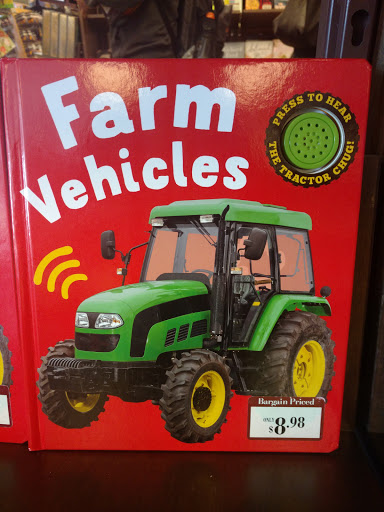 Farm
Vehicles
PRESS TO HEAR
THE TRACTOR CHUG!
Bargain Priced
ONLY
$8.98